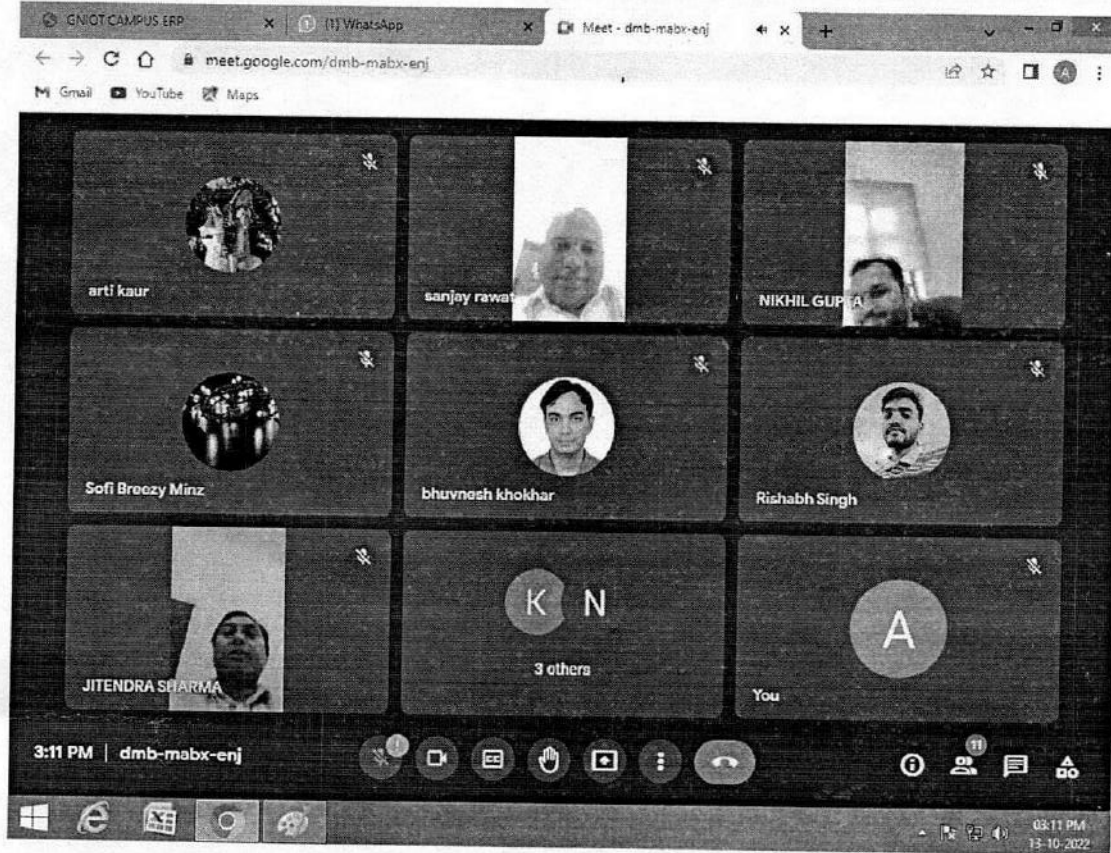 GNIOT CAMPUS ERP
(1) WhatsApp
Meet - dmb-mabx-enj
meet.google.com/dmb-mabx-enj
A
Gmail YouTube Maps
arti kaur
sanjay rawat
NIKHIL GUPTA
Sofi Breezy Minz
bhuvnesh khokhar
Rishabh Singh
JITENDRA SHARMA
K N
3 others
A
You
3:11 PM | dmb-mabx-enj
CC
11
03:11 PM
13-10-2022